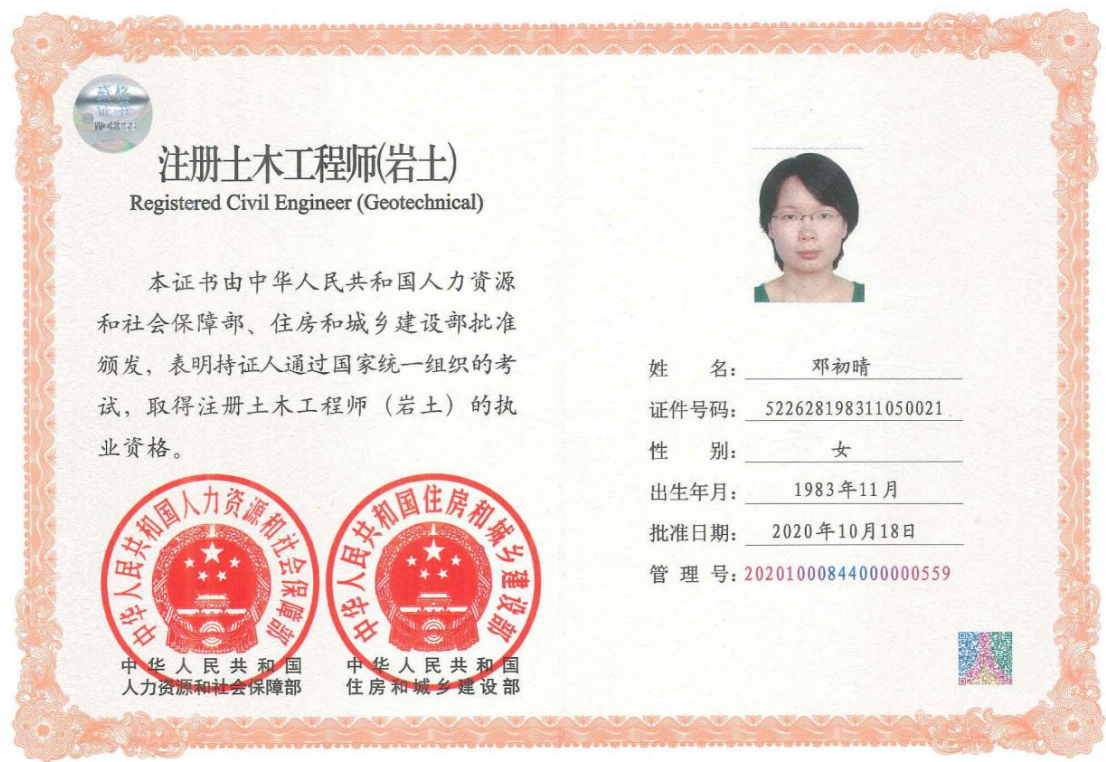 注册土木工程师(岩土)
Registered Civil Engineer (Geotechnical)
本证书由中华人民共和国人力资源
和社会保障部、住房和城乡建设部批准
颁发，表明持证人通过国家统一组织的考
试，取得注册土木工程师（岩土）的执
业资格。
中华人民共和国人力资源和社会保障部
中华人民共和国住房和城乡建设部
中华人民共和国
人力资源和社会保障部
中华人民共和国
住房和城乡建设部
姓名：邓初晴
证件号码：522628198311050021
性别：女
出生年月：1983年11月
批准日期：2020年10月18日
管理号：20201000844000000559